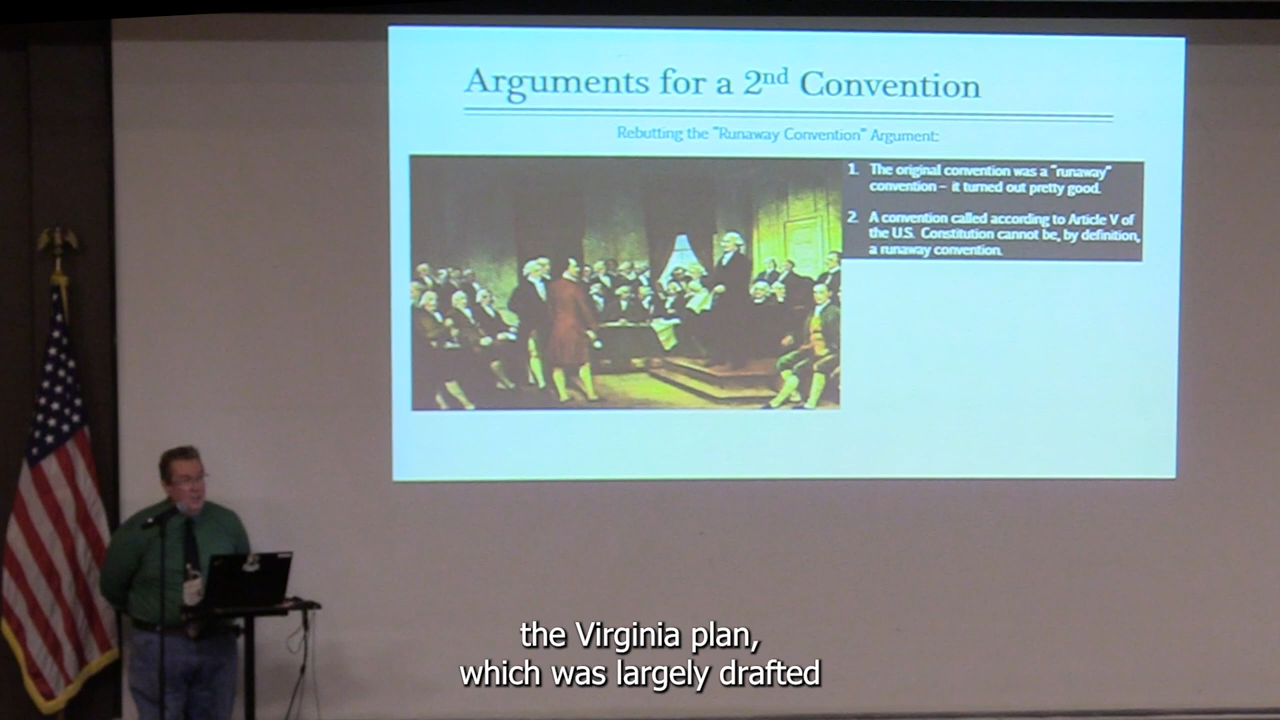 Arguments for a 2nd Convention
Rebutting the "Runaway Convention" Argument:
1. The original convention was a "runaway"
convention – it turned out pretty good.
2. A convention called according to Article V of
the U.S. Constitution cannot be, by definition,
a runaway convention.
the Virginia plan,
which was largely drafted